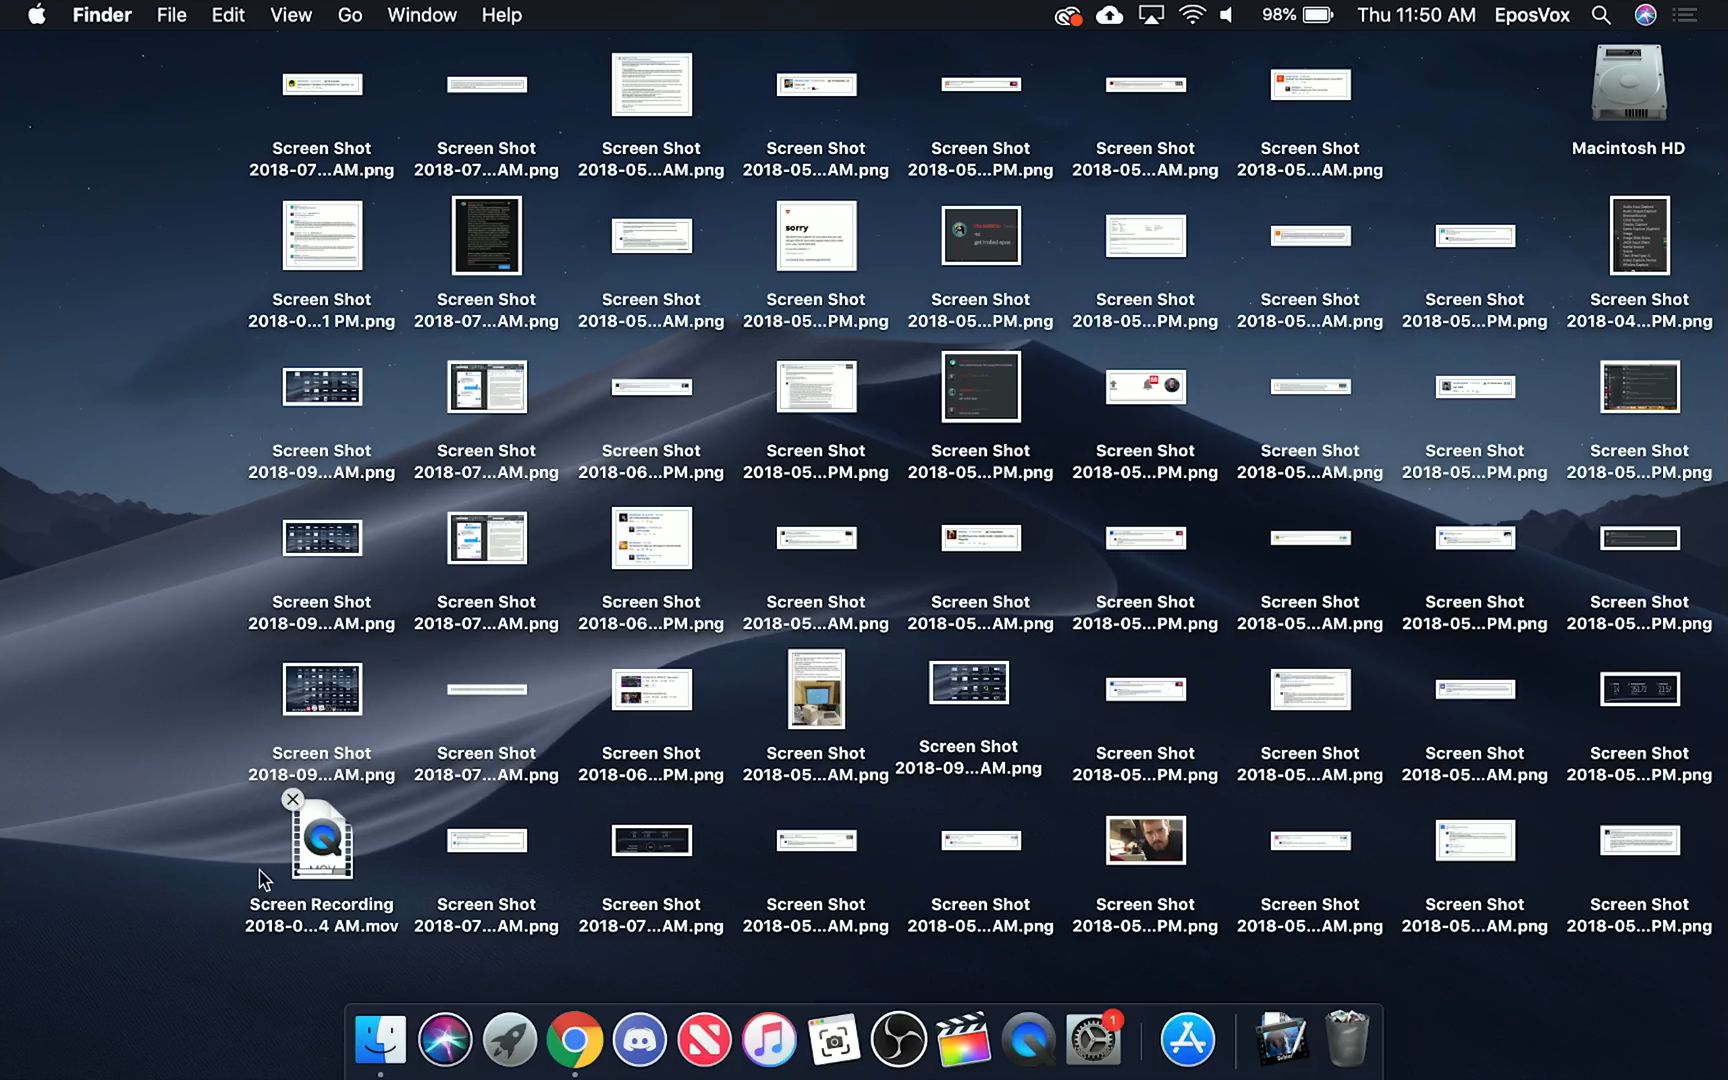 Finder File Edit View Go Window Help 98% Thu 11:50 AM EposVox
Screen Shot Screen Shot Screen Shot Screen Shot Screen Shot Screen Shot Screen Shot Macintosh HD
2018-07...AM.png 2018-07...AM.png 2018-05...AM.png 2018-05...AM.png 2018-05...PM.png 2018-05...AM.png 2018-05...AM.png
sorry
Screen Shot Screen Shot Screen Shot Screen Shot Screen Shot Screen Shot Screen Shot Screen Shot Screen Shot
2018-0...1 PM.png 2018-07...AM.png 2018-05...AM.png 2018-05...PM.png 2018-05...PM.png 2018-05...PM.png 2018-05...AM.png 2018-05...PM.png 2018-04...PM.png
Screen Shot Screen Shot Screen Shot Screen Shot Screen Shot Screen Shot Screen Shot Screen Shot Screen Shot
2018-09...AM.png 2018-07...AM.png 2018-06...PM.png 2018-05...PM.png 2018-05...PM.png 2018-05...PM.png 2018-05...AM.png 2018-05...PM.png 2018-05...PM.png
Screen Shot Screen Shot Screen Shot Screen Shot Screen Shot Screen Shot Screen Shot Screen Shot Screen Shot
2018-09...AM.png 2018-07...AM.png 2018-06...PM.png 2018-05...AM.png 2018-05...AM.png 2018-05...PM.png 2018-05...AM.png 2018-05...PM.png 2018-05...PM.png
Screen Shot Screen Shot Screen Shot Screen Shot Screen Shot Screen Shot Screen Shot Screen Shot Screen Shot
2018-09...AM.png 2018-07...AM.png 2018-06...PM.png 2018-05...AM.png 2018-09...AM.png 2018-05...PM.png 2018-05...AM.png 2018-05...AM.png 2018-05...PM.png
Screen Recording Screen Shot Screen Shot Screen Shot Screen Shot Screen Shot Screen Shot Screen Shot Screen Shot
2018-0...4 AM.mov 2018-07...AM.png 2018-07...AM.png 2018-05...AM.png 2018-05...AM.png 2018-05...PM.png 2018-05...AM.png 2018-05...AM.png 2018-05...PM.png
1